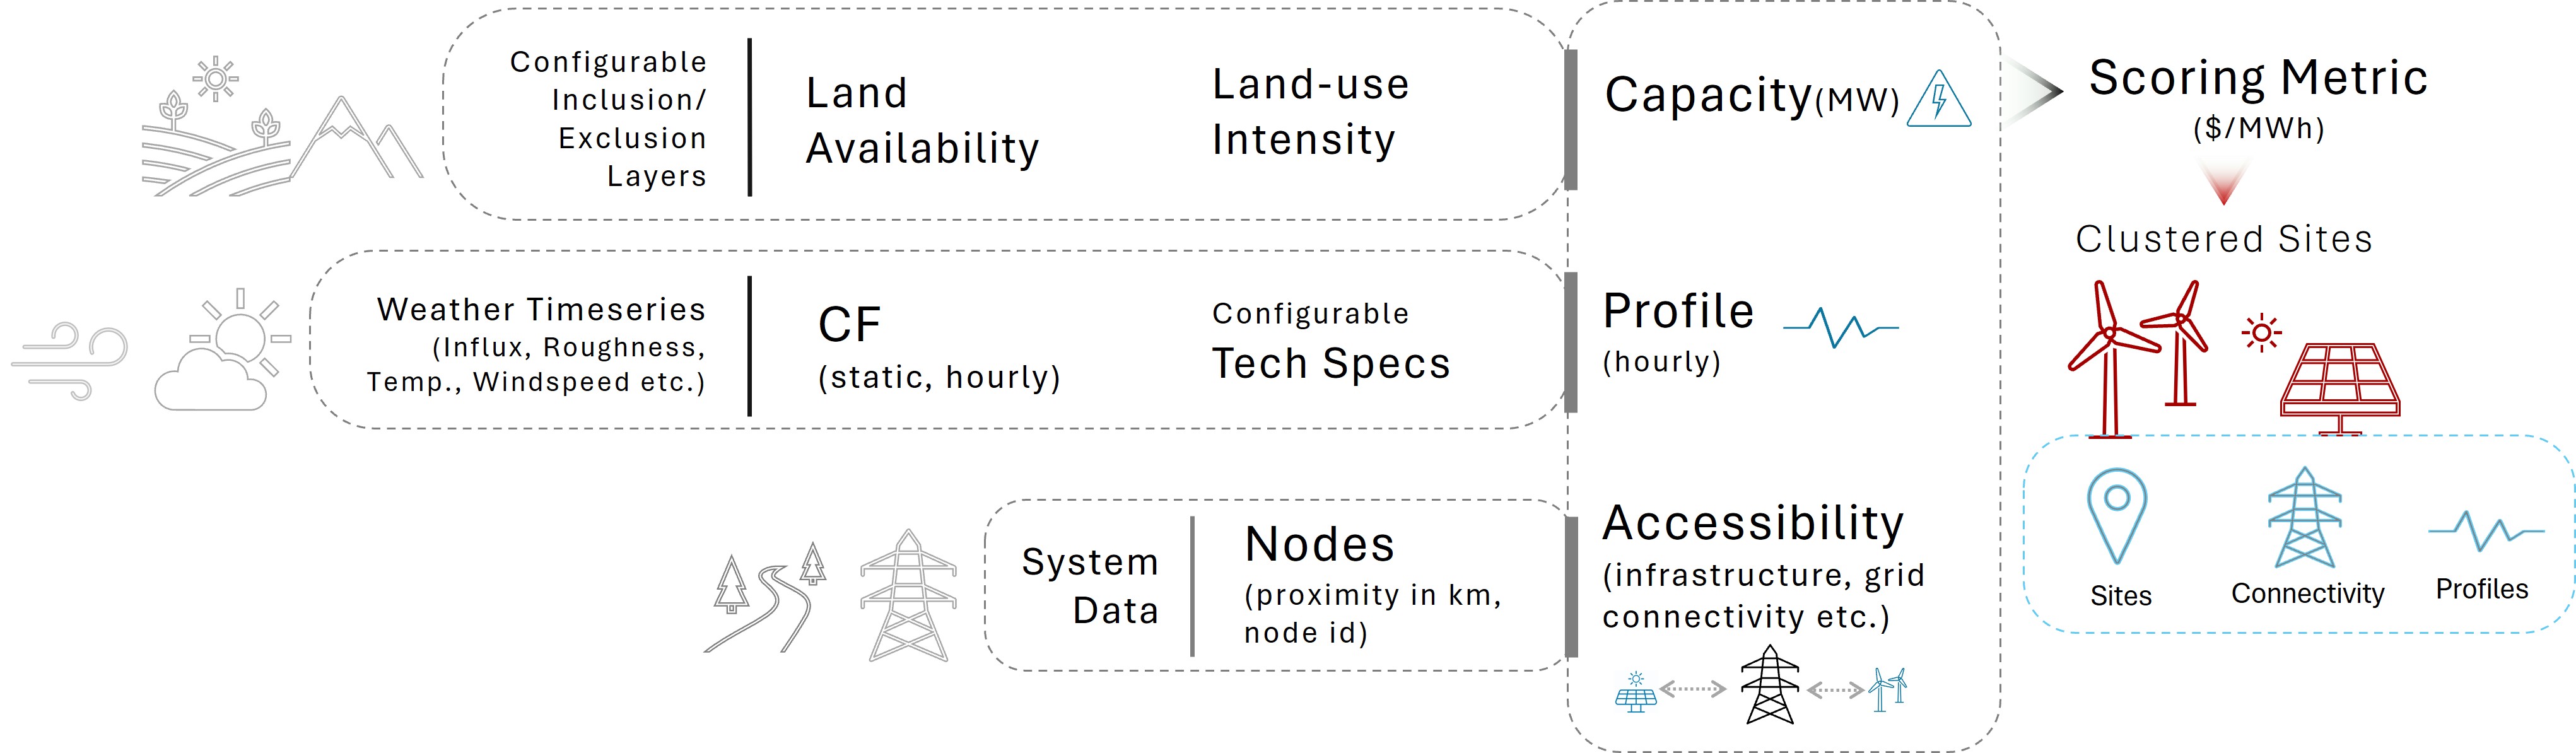 Configurable
Inclusion/
Exclusion
Layers
Land
Availability
Land-use
Intensity
Capacity(MW)
Scoring Metric
($/MWh)
Clustered Sites
Weather Timeseries
(Influx, Roughness,
Temp., Windspeed etc.)
CF
(static, hourly)
Configurable
Tech Specs
Profile
(hourly)
System
Data
Nodes
(proximity in km,
node id)
Accessibility
(infrastructure, grid
connectivity etc.)
Sites
Connectivity
Profiles